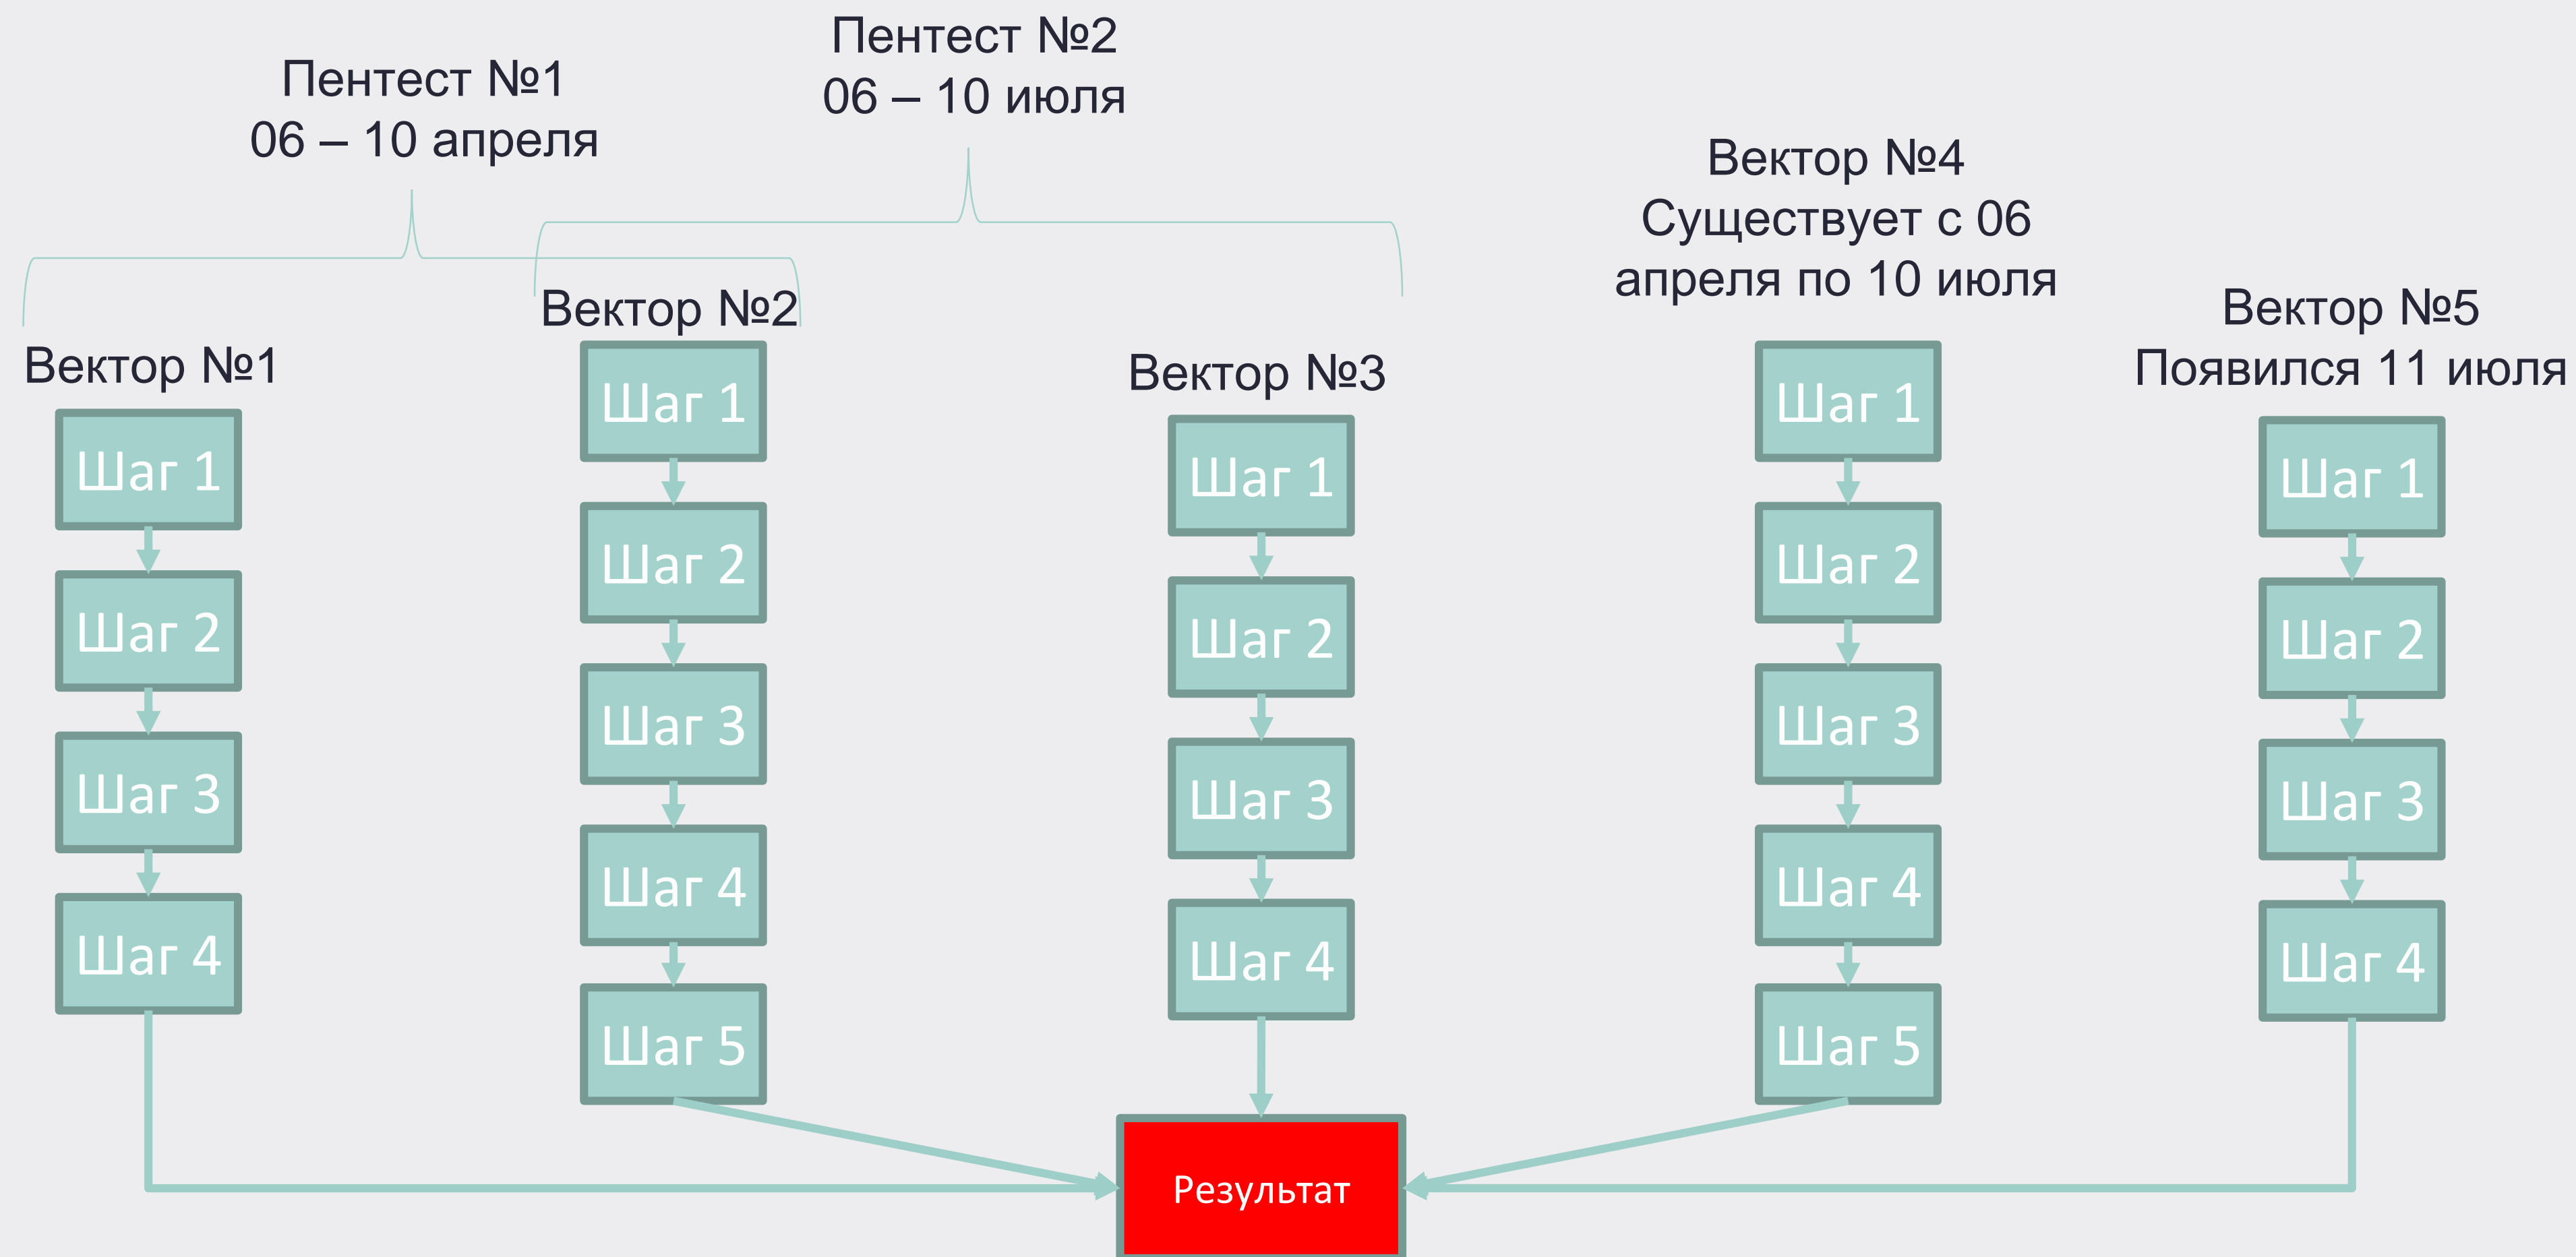 Пентест №1
06 – 10 апреля
Пентест №2
06 – 10 июля
Вектор №1
Шаг 1
Шаг 2
Шаг 3
Шаг 4
Вектор №2
Шаг 1
Шаг 2
Шаг 3
Шаг 4
Шаг 5
Вектор №3
Шаг 1
Шаг 2
Шаг 3
Шаг 4
Вектор №4
Существует с 06
апреля по 10 июля
Шаг 1
Шаг 2
Шаг 3
Шаг 4
Шаг 5
Вектор №5
Появился 11 июля
Шаг 1
Шаг 2
Шаг 3
Шаг 4
Результат